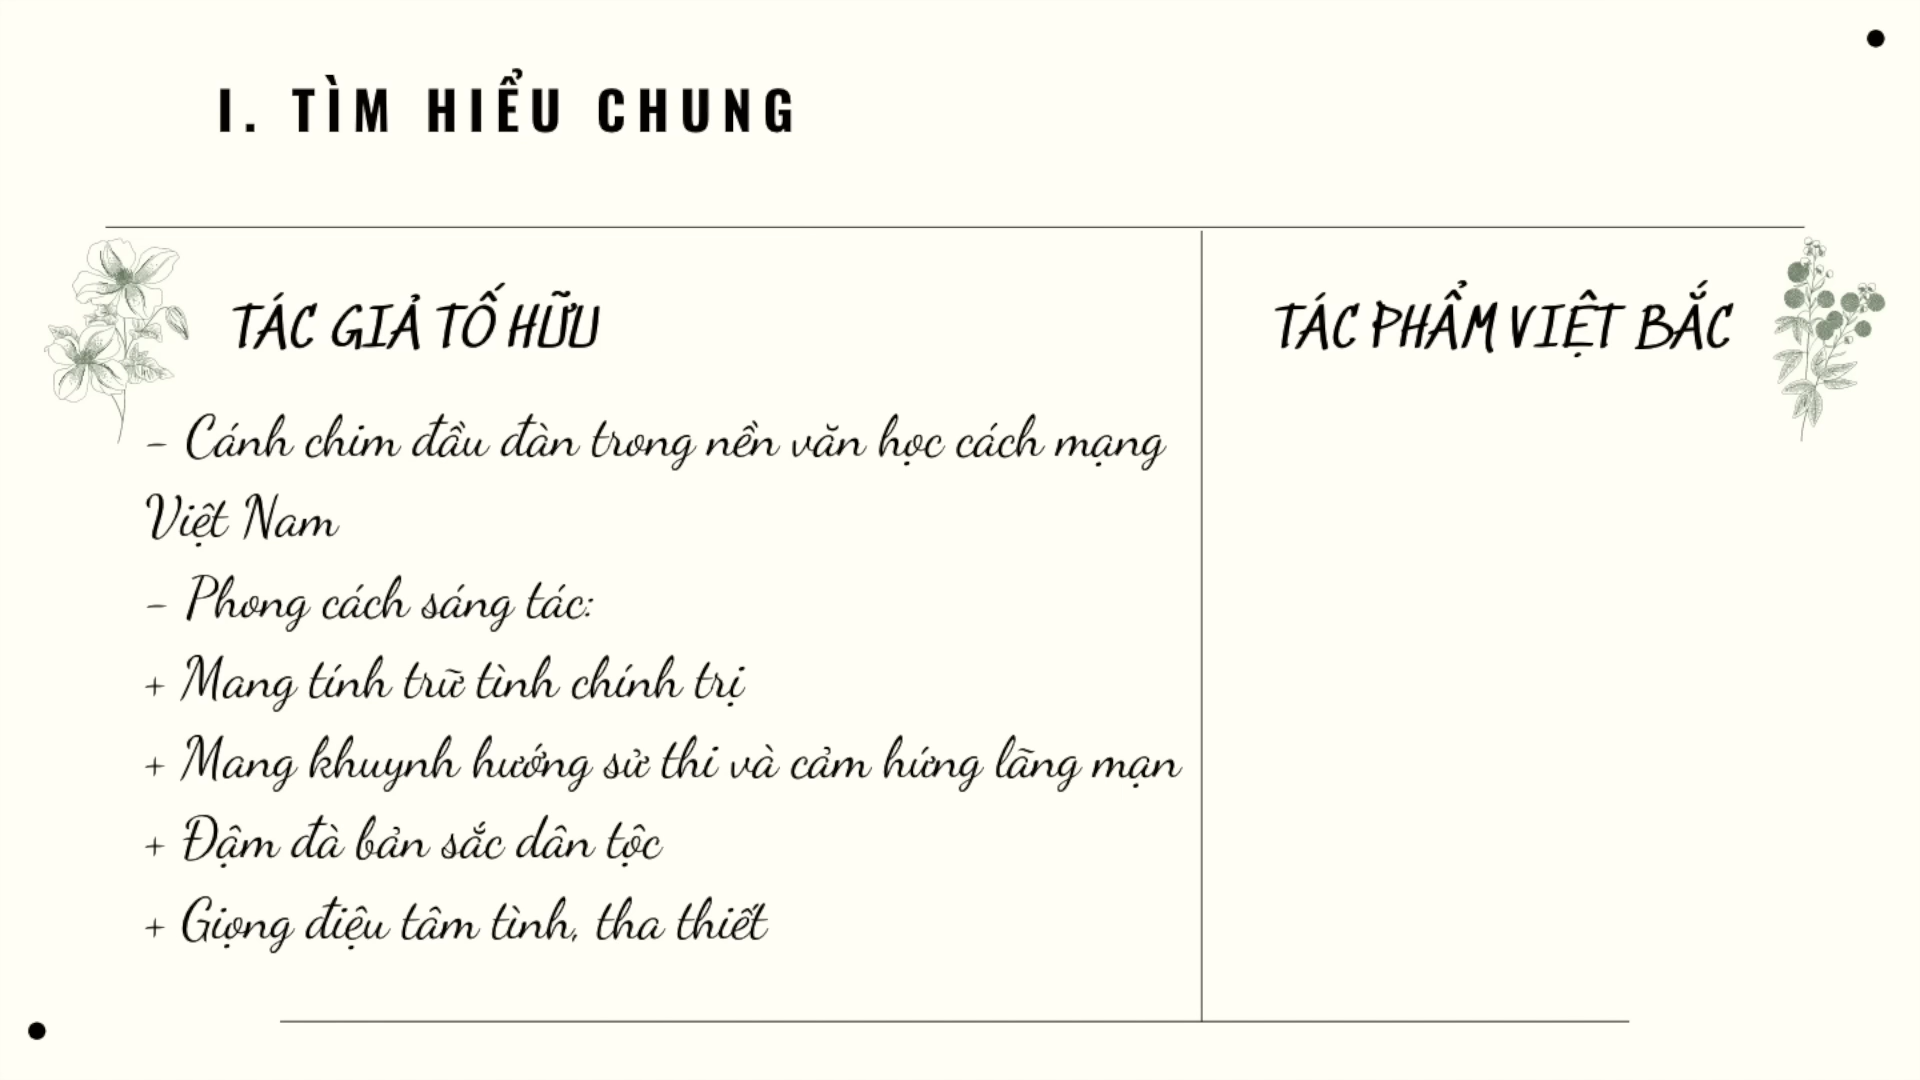 I. TÌM HIỂU CHUNG
TÁC GIẢ TỐ HỮU
- Cánh chim đầu đàn trong nền văn học cách mạng
Việt Nam
- Phong cách sáng tác:
+ Mang tính trữ tình chính trị
+ Mang khuynh hướng sử thi và cảm hứng lãng mạn
+ Đậm đà bản sắc dân tộc
+ Giọng điệu tâm tình, tha thiết
TÁC PHẨM VIỆT BẮC